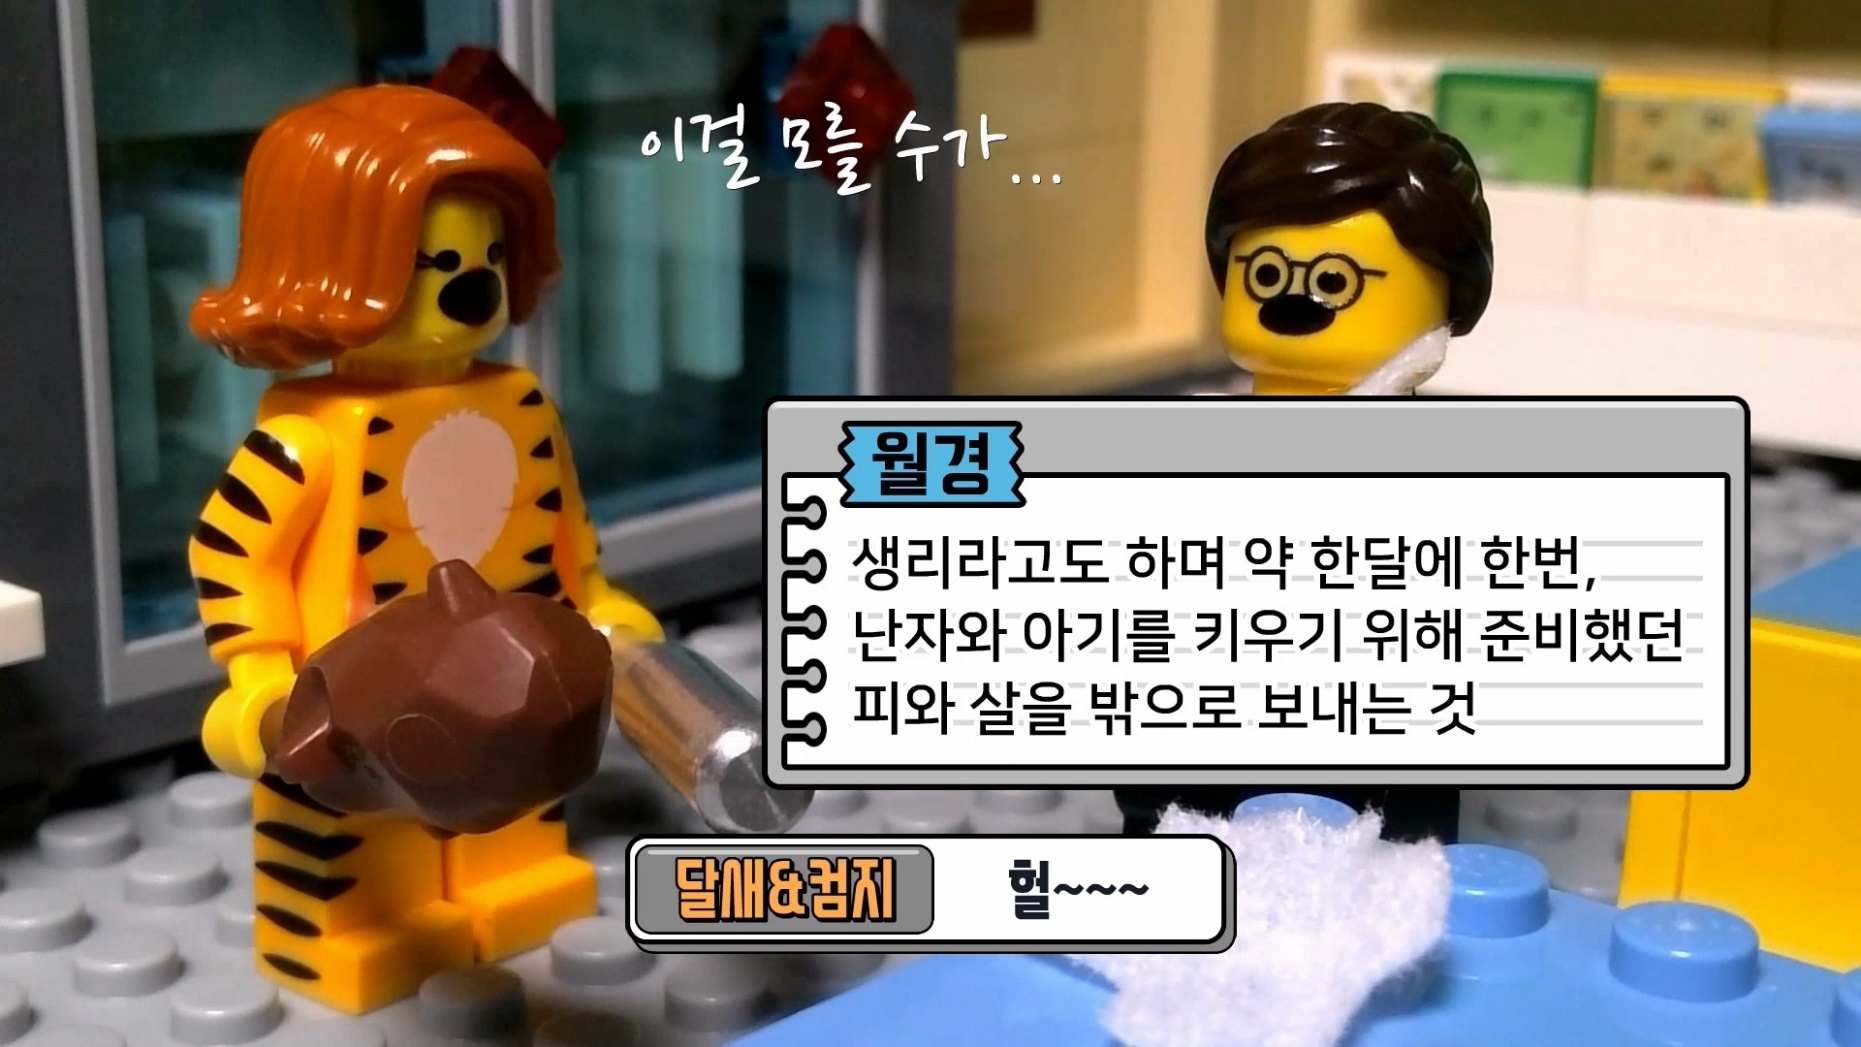 이걸 모를 수가...
월경
생리라고도 하며 약 한달에 한번,
난자와 아기를 키우기 위해 준비했던
피와 살을 밖으로 보내는 것
달새&컴지 헐~~~